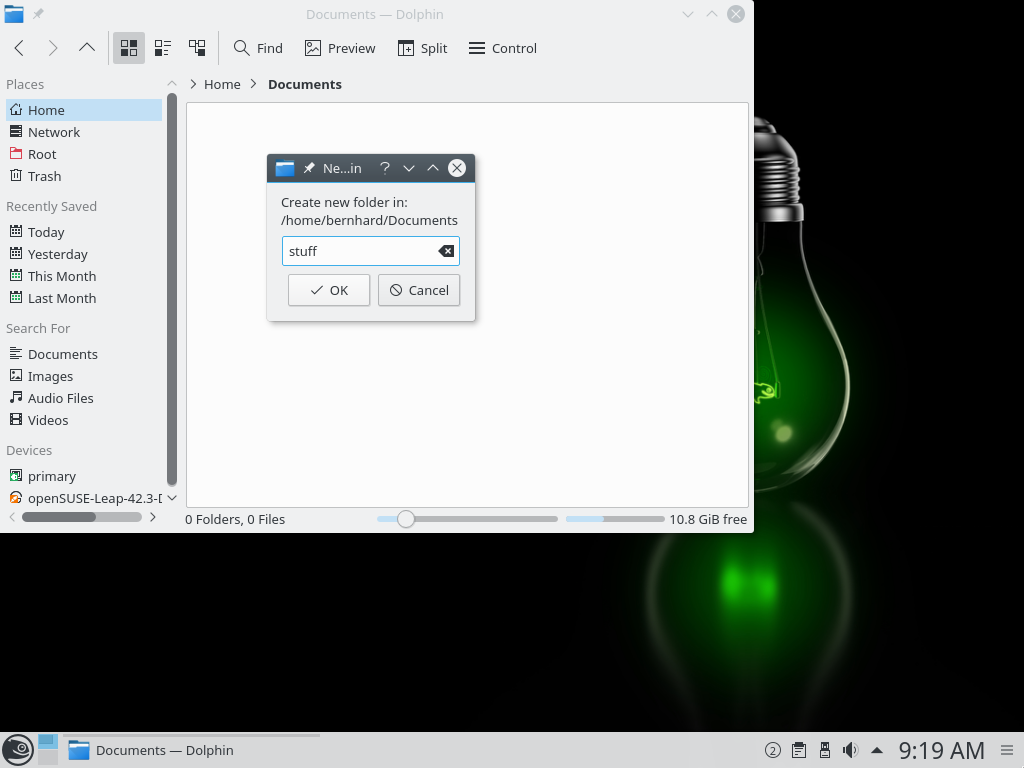 Documents — Dolphin
Find Preview Split Control
Places
Home
Network
Root
Trash
Recently Saved
Today
Yesterday
This Month
Last Month
Search For
Documents
Images
Audio Files
Videos
Devices
primary
openSUSE-Leap-42.3-
Home Documents
Ne...in
Create new folder in:
/home/bernhard/Documents
stuff
OK Cancel
0 Folders, 0 Files
10.8 GiB free
Documents — Dolphin
2
9:19 AM